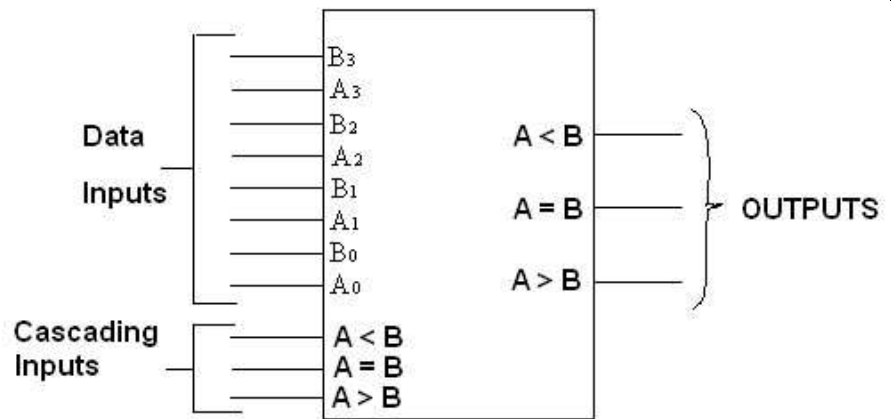 Data
Inputs
B3
A3
B2
A2
B1
A1
B0
A0
Cascading
Inputs
A < B
A = B
A > B
A < B
A = B
A > B
OUTPUTS